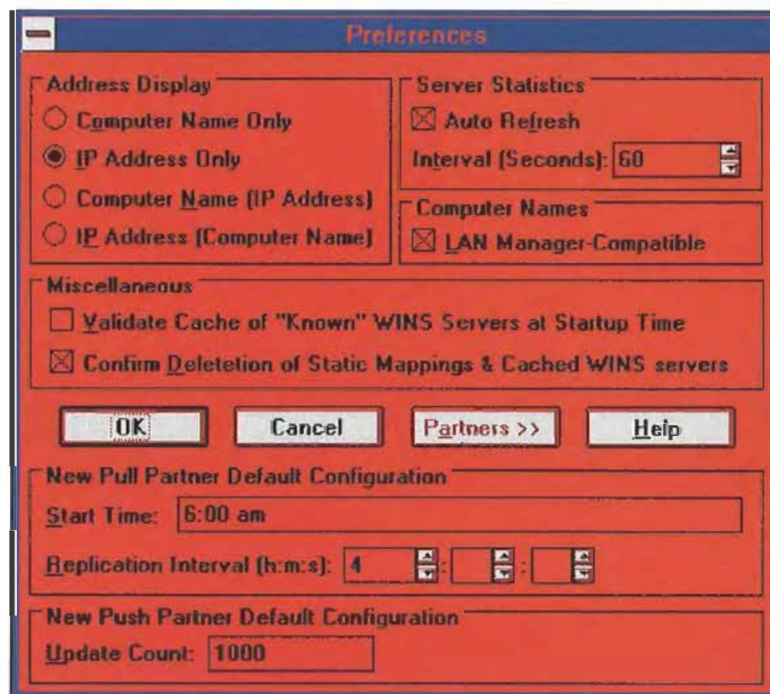 Preferences
Address Display
Computer Name Only
IP Address Only
Computer Name (IP Address)
IP Address (Computer Name)
Server Statistics
Auto Refresh
Interval (Seconds): 60
Computer Names
LAN Manager-Compatible
Miscellaneous
Validate Cache of "Known" WINS Servers at Startup Time
Confirm Deletetion of Static Mappings & Cached WINS servers
OK Cancel Partners >> Help
New Pull Partner Default Configuration
Start Time: 6:00 am
Replication Interval (h:m:s): 4 : :
New Push Partner Default Configuration
Update Count: 1000